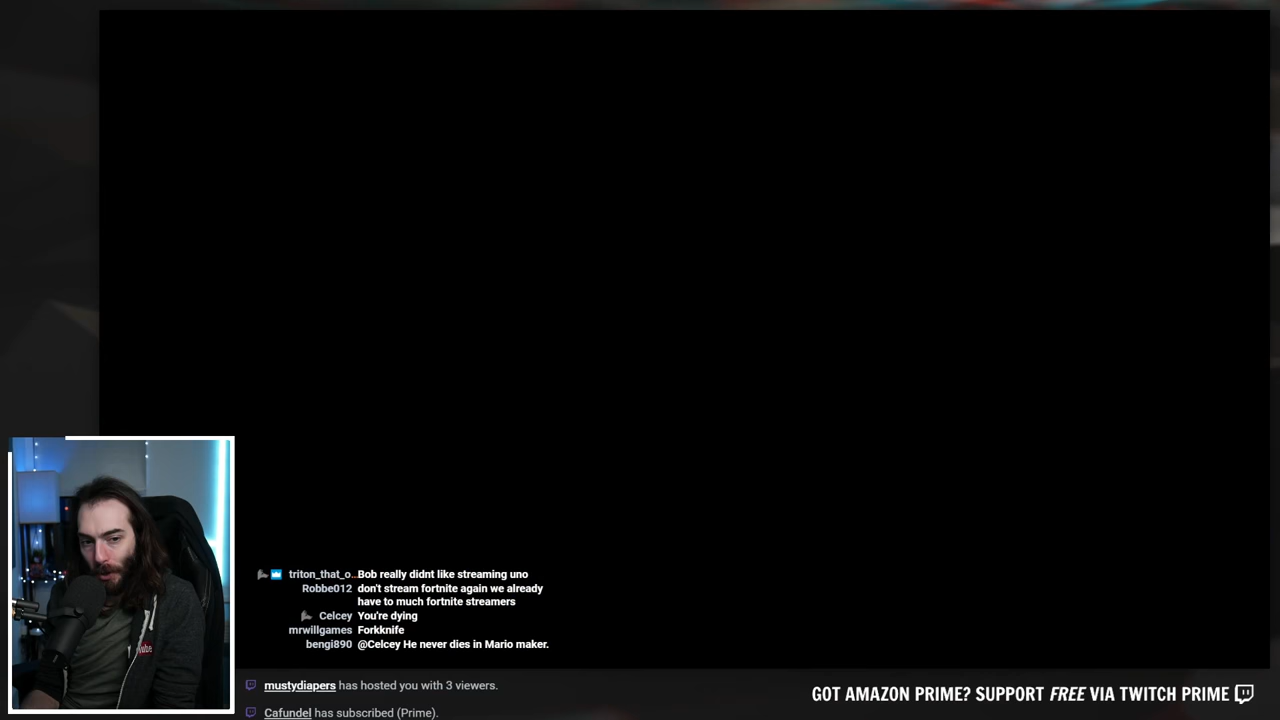 triton_that_o... Bob really didnt like streaming uno
Robbe012 don't stream fortnite again we already
have to much fortnite streamers
Celcey You're dying
mrwillgames Forkknife
bengi890 @Celcey He never dies in Mario maker.
mustydiapers has hosted you with 3 viewers.
GOT AMAZON PRIME? SUPPORT FREE VIA TWITCH PRIME
Cafundel has subscribed (Prime).